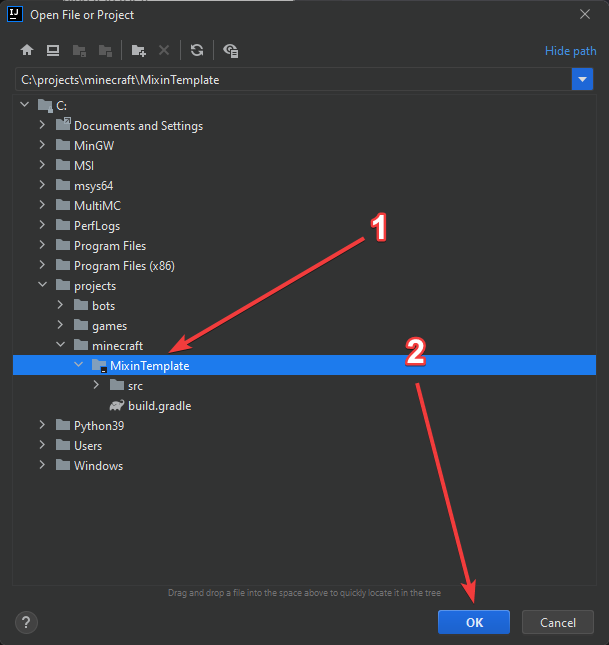 IJ Open File or Project
Hide path
C:\projects\minecraft\MixinTemplate
C:
Documents and Settings
MinGW
MSI
msys64
MultiMC
PerfLogs
Program Files
1
Program Files (x86)
projects
bots
games
minecraft
2
MixinTemplate
src
build.gradle
Python39
Users
Windows
Drag and drop a file into the space above to quickly locate it in the tree
? OK Cancel